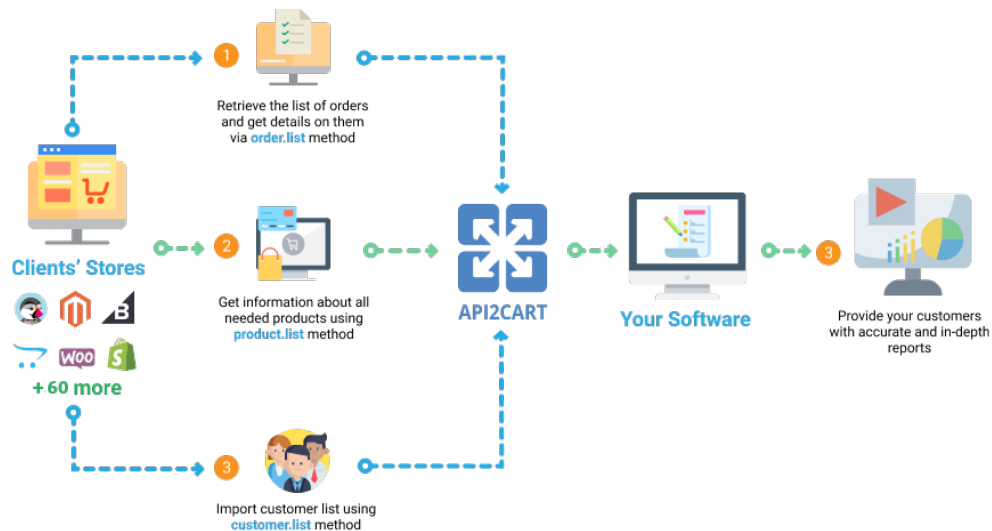 1
Retrieve the list of orders
and get details on them
via order.list method
Clients’ Stores
WOO
+60 more
2
Get information about all
needed products using
product.list method
3
Import customer list using
customer.list method
API2CART
Your Software
3
Provide your customers
with accurate and in-depth
reports